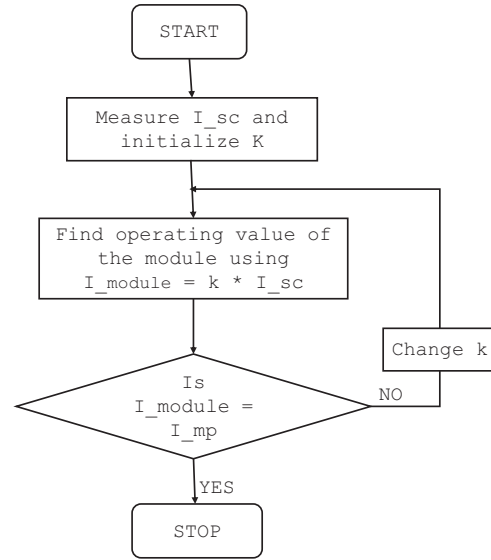 START
Measure I_sc and
initialize K
Find operating value of
the module using
I_module = k * I_sc
Change k
Is
I_module =
I_mp
NO
YES
STOP